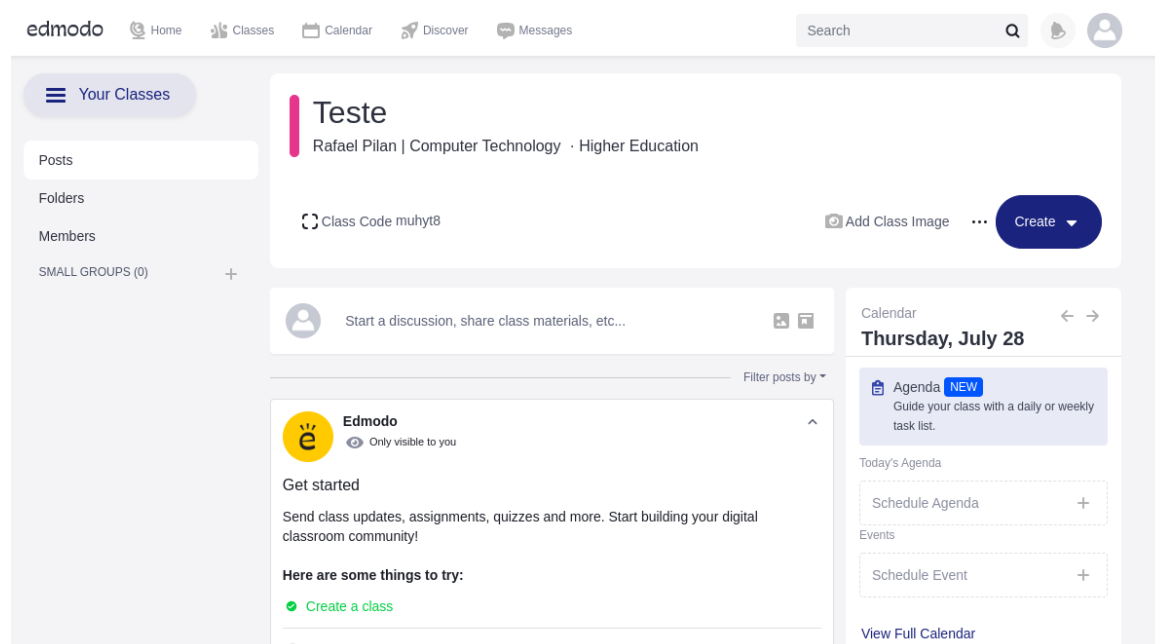 edmodo
Home
Classes
Calendar
Discover
Messages
Search
Your Classes
Posts
Folders
Members
SMALL GROUPS (0)
Teste
Rafael Pilan | Computer Technology · Higher Education
Class Code muhyt8
Add Class Image
Create
Start a discussion, share class materials, etc...
Filter posts by
Edmodo
Only visible to you
Get started
Send class updates, assignments, quizzes and more. Start building your digital
classroom community!
Here are some things to try:
Create a class
Calendar
Thursday, July 28
Agenda NEW
Guide your class with a daily or weekly
task list.
Today's Agenda
Schedule Agenda
Events
Schedule Event
View Full Calendar